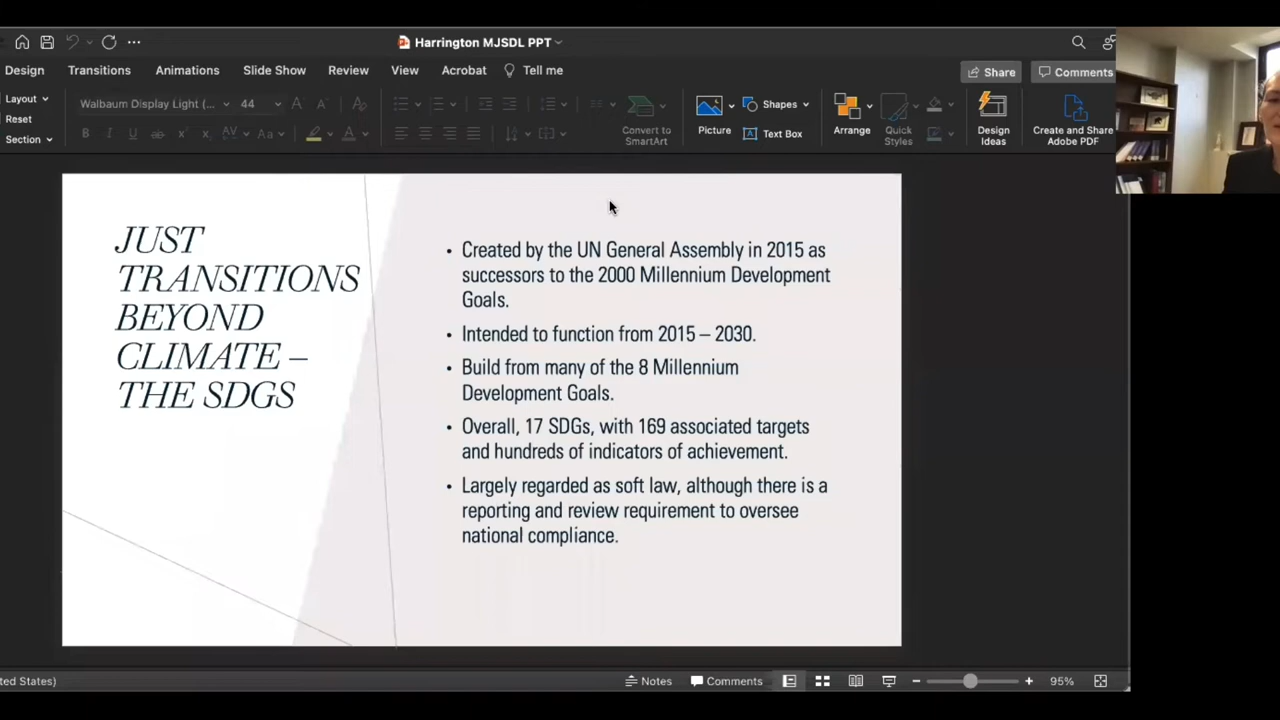 Harrington MJSDL PPT
Design Transitions Animations Slide Show Review View Acrobat Tell me Share Comments
Layout
Reset
Section
Walbaum Display Light (... 44
Convert to
SmartArt
Picture
Shapes
Text Box
Arrange
Quick
Styles
Design
Ideas
Create and Share
Adobe PDF
JUST
TRANSITIONS
BEYOND
CLIMATE –
THE SDGS
• Created by the UN General Assembly in 2015 as
successors to the 2000 Millennium Development
Goals.
• Intended to function from 2015 – 2030.
• Build from many of the 8 Millennium
Development Goals.
• Overall, 17 SDGs, with 169 associated targets
and hundreds of indicators of achievement.
• Largely regarded as soft law, although there is a
reporting and review requirement to oversee
national compliance.
ted States) Notes Comments 95%